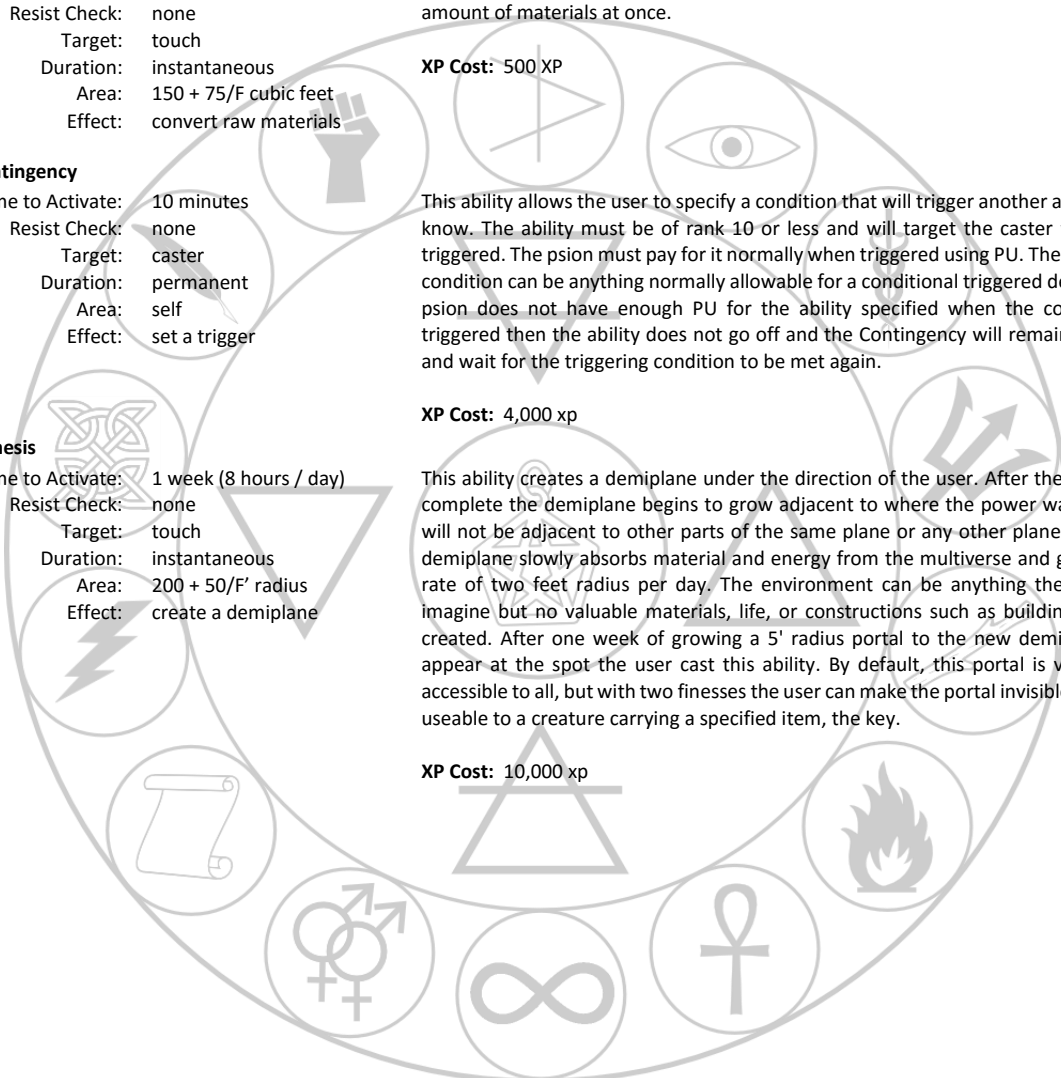 Resist Check: none
Target: touch
Duration: instantaneous
Area: 150 + 75/F cubic feet
Effect: convert raw materials
amount of materials at once.
XP Cost: 500 XP
ntingency
ne to Activate: 10 minutes
Resist Check: none
Target: caster
Duration: permanent
Area: self
Effect: set a trigger
This ability allows the user to specify a condition that will trigger another a
know. The ability must be of rank 10 or less and will target the caster
triggered. The psion must pay for it normally when triggered using PU. The
condition can be anything normally allowable for a conditional triggered de
psion does not have enough PU for the ability specified when the co
triggered then the ability does not go off and the Contingency will remain
and wait for the triggering condition to be met again.
XP Cost: 4,000 xp
nesis
ne to Activate: 1 week (8 hours / day)
Resist Check: none
Target: touch
Duration: instantaneous
Area: 200 + 50/F’ radius
Effect: create a demiplane
This ability creates a demiplane under the direction of the user. After the
complete the demiplane begins to grow adjacent to where the power wa
will not be adjacent to other parts of the same plane or any other plane
demiplane slowly absorbs material and energy from the multiverse and g
rate of two feet radius per day. The environment can be anything the
imagine but no valuable materials, life, or constructions such as buildin
created. After one week of growing a 5' radius portal to the new demi
appear at the spot the user cast this ability. By default, this portal is v
accessible to all, but with two finesses the user can make the portal invisible
useable to a creature carrying a specified item, the key.
XP Cost: 10,000 xp